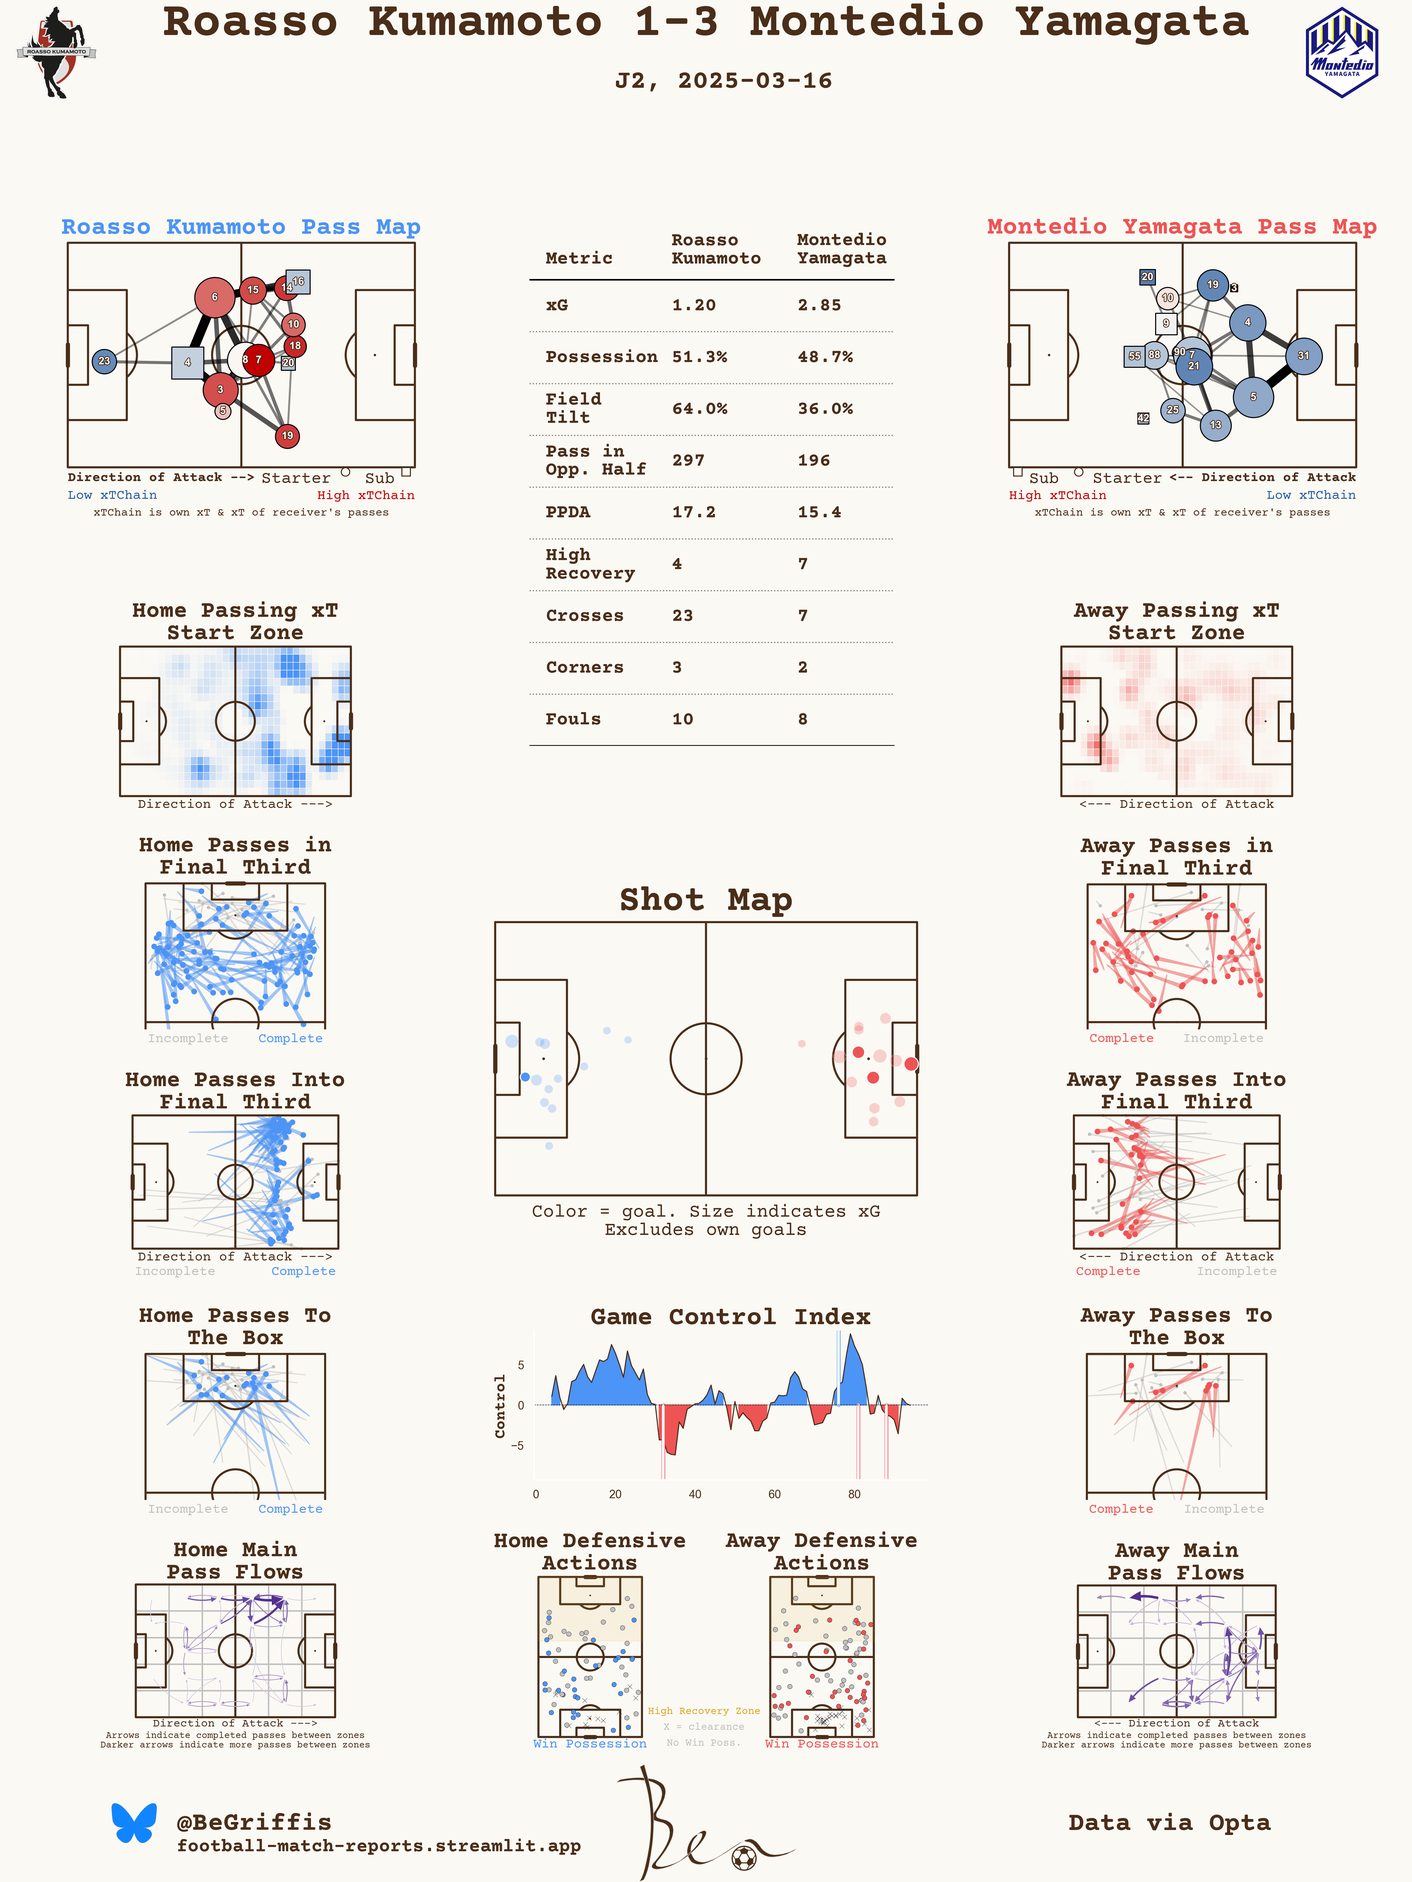 Roasso Kumamoto 1-3 Montedio Yamagata
J2, 2025-03-16
ROASSO KUMAMOTO
Montedio
YAMAGATA
Roasso Kumamoto Pass Map
6
15
14
16
10
18
23
4
8
7
20
3
5
19
Direction of Attack --> Starter Sub
Low xTChain High xTChain
xTChain is own xT & xT of receiver's passes
Metric Roasso Kumamoto Montedio Yamagata
xG 1.20 2.85
Possession 51.3% 48.7%
Field Tilt 64.0% 36.0%
Pass in Opp. Half 297 196
PPDA 17.2 15.4
High Recovery 4 7
Crosses 23 7
Corners 3 2
Fouls 10 8
Montedio Yamagata Pass Map
20
19
3
10
9
4
55
88
90
7
31
21
5
25
42
13
Sub Starter <-- Direction of Attack
High xTChain Low xTChain
xTChain is own xT & xT of receiver's passes
Home Passing xT
Start Zone
Direction of Attack --->
Away Passing xT
Start Zone
<--- Direction of Attack
Home Passes in
Final Third
Incomplete Complete
Away Passes in
Final Third
Complete Incomplete
Shot Map
Color = goal. Size indicates xG
Excludes own goals
Home Passes Into
Final Third
Direction of Attack --->
Incomplete Complete
Away Passes Into
Final Third
<--- Direction of Attack
Complete Incomplete
Home Passes To
The Box
Incomplete Complete
Game Control Index
Control
5
0
−5
0 20 40 60 80
Away Passes To
The Box
Complete Incomplete
Home Main
Pass Flows
Direction of Attack --->
Arrows indicate completed passes between zones
Darker arrows indicate more passes between zones
Home Defensive
Actions
Win Possession
Away Defensive
Actions
Win Possession
High Recovery Zone
X = clearance
No Win Poss.
Away Main
Pass Flows
<--- Direction of Attack
Arrows indicate completed passes between zones
Darker arrows indicate more passes between zones
@BeGriffis
football-match-reports.streamlit.app
Ben
Data via Opta